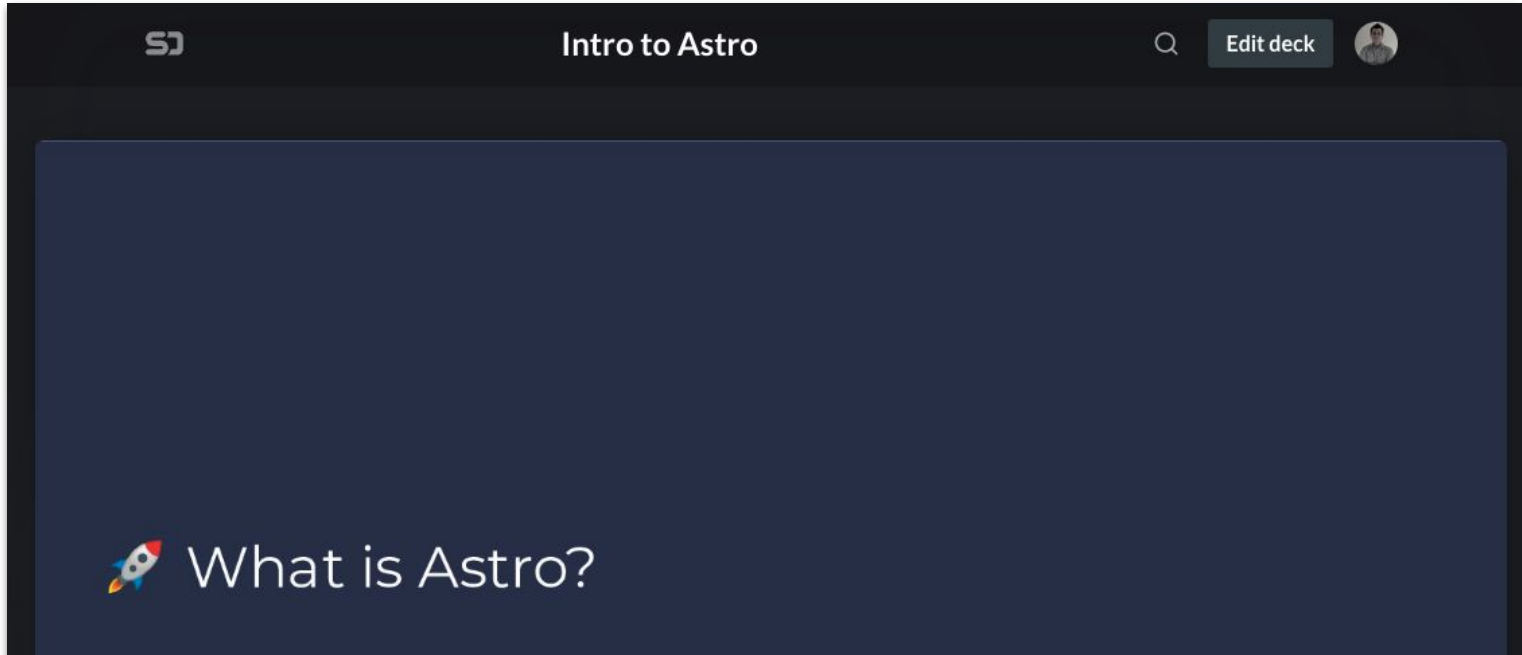 SJ
Intro to Astro
Edit deck
🚀 What is Astro?